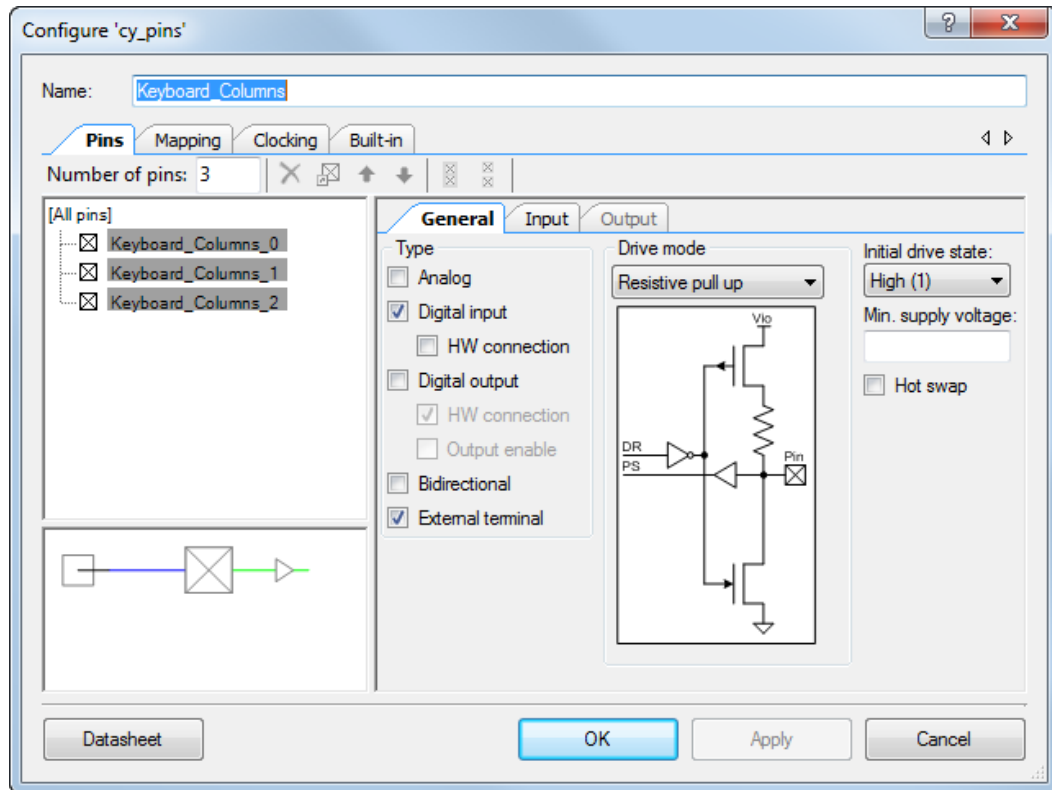 Configure 'cy_pins'
Name: Keyboard_Columns
Pins Mapping Clocking Built-in
Number of pins: 3
[All pins]
Keyboard_Columns_0
Keyboard_Columns_1
Keyboard_Columns_2
General Input Output
Type
Analog
Digital input
HW connection
Digital output
HW connection
Output enable
Bidirectional
External terminal
Drive mode
Resistive pull up
Vio
DR
PS
Pin
Initial drive state:
High (1)
Min. supply voltage:
Hot swap
Datasheet OK Apply Cancel